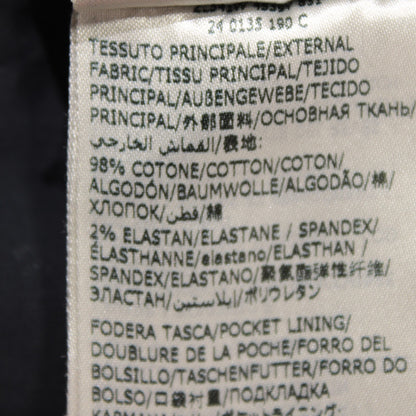 24 0135 190 C
TESSUTO PRINCIPALE/EXTERNAL
FABRIC/TISSU PRINCIPAL/TEJIDO
PRINCIPAL/AUßENGEWEBE/TECIDO
PRINCIPAL/外部面料/ОСНОВНАЯ ТКАНЬ/
القماش الخارجي/表地:
98% COTONE/COTTON/COTON/
ALGODÓN/BAUMWOLLE/ALGODÃO/棉/
ХЛОПОК/قطن/綿
2% ELASTAN/ELASTANE / SPANDEX/
ÉLASTHANNE/elastano/ELASTHAN /
SPANDEX/ELASTANO/聚氨酯弹性纤维/
ЭЛАСТАН/إيلاستين/ポリウレタン
FODERA TASCA/POCKET LINING/
DOUBLURE DE LA POCHE/FORRO DEL
BOLSILLO/TASCHENFUTTER/FORRO DO
BOLSO/口袋衬里/ПОДКЛАДКА